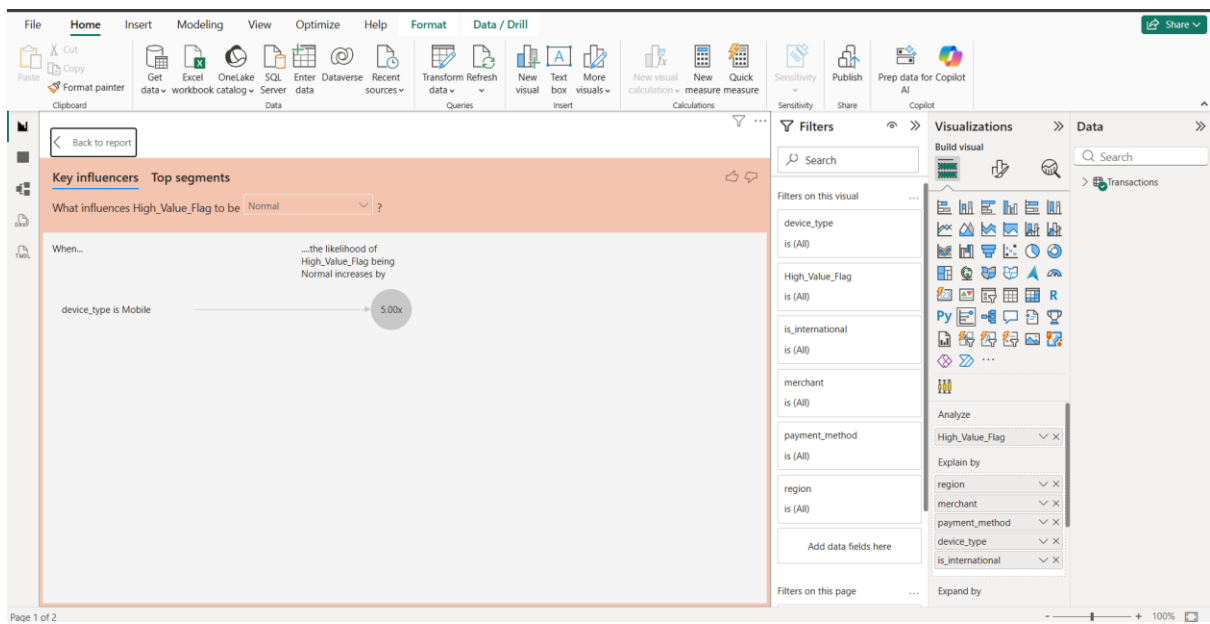 File Home Insert Modeling View Optimize Help Format Data / Drill Share
Paste
Cut
Copy
Format painter
Clipboard
Get data
Excel workbook
OneLake catalog
SQL Server
Enter data
Dataverse
Recent sources
Data
Transform data
Refresh
Queries
New visual
Text box
More visuals
Insert
New visual calculation
New measure
Quick measure
Calculations
Sensitivity
Sensitivity
Publish
Share
Prep data for AI
Copilot
Copilot
Back to report
Key influencers Top segments
What influences High_Value_Flag to be Normal ?
When...
....the likelihood of
High_Value_Flag being
Normal increases by
device_type is Mobile 5.00x
Filters
Search
Filters on this visual ...
device_type
is (All)
High_Value_Flag
is (All)
is_international
is (All)
merchant
is (All)
payment_method
is (All)
region
is (All)
Add data fields here
Filters on this page ...
Visualizations
Build visual
R
Py
...
Analyze
High_Value_Flag
Explain by
region
merchant
payment_method
device_type
is_international
Expand by
Data
Search
Transactions
Page 1 of 2
100%